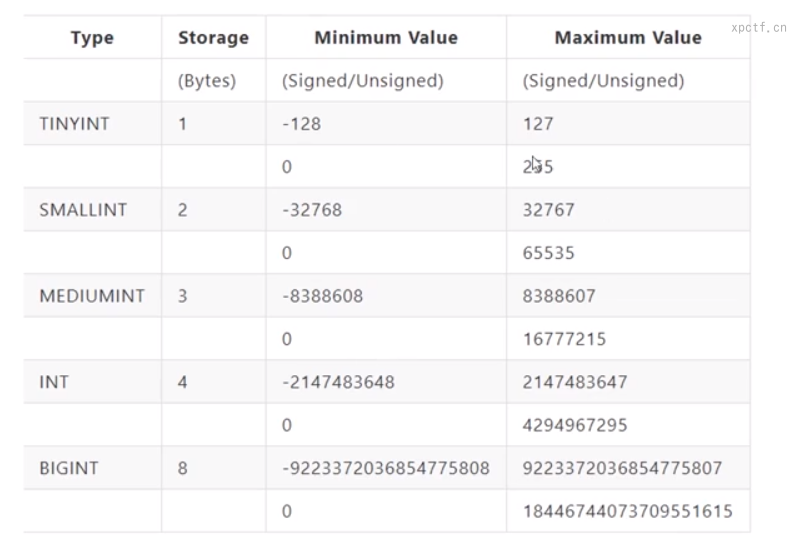 xpctf.cn
Type Storage Minimum Value Maximum Value
(Bytes) (Signed/Unsigned) (Signed/Unsigned)
TINYINT 1 -128 127
0 255
SMALLINT 2 -32768 32767
0 65535
MEDIUMINT 3 -8388608 8388607
0 16777215
INT 4 -2147483648 2147483647
0 4294967295
BIGINT 8 -9223372036854775808 9223372036854775807
0 18446744073709551615